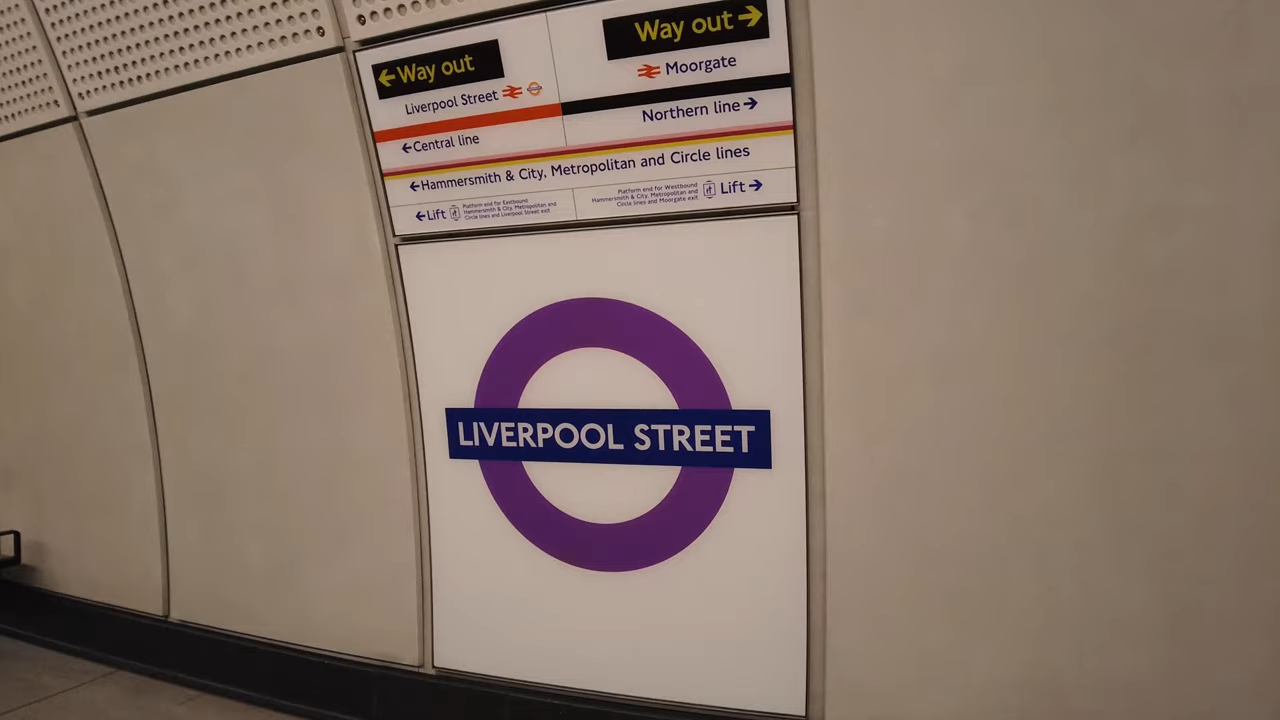 ← Way out
Liverpool Street
← Central line
Way out →
Moorgate
Northern line →
← Hammersmith & City, Metropolitan and Circle lines
← Lift
Platform end for Eastbound
Hammersmith & City, Metropolitan and
Circle lines and Liverpool Street exit
Platform end for Westbound
Hammersmith & City, Metropolitan and
Circle lines and Moorgate exit
Lift →
LIVERPOOL STREET